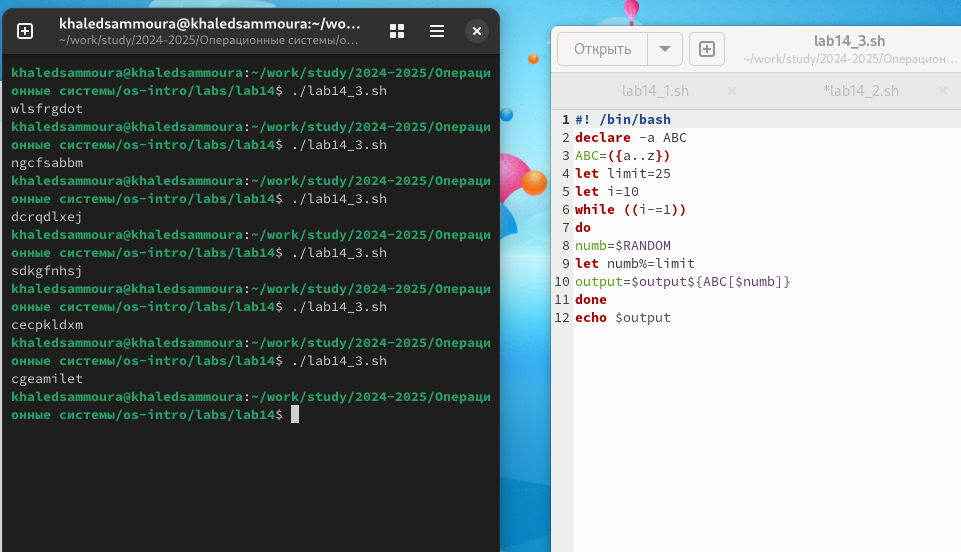 khaledsammoura@khaledsammoura:~/wo...
~/work/study/2024-2025/Операционные системы/o...
khaledsammoura@khaledsammoura:~/work/study/2024-2025/Операци
онные системы/os-intro/labs/lab14$ ./lab14_3.sh
wlsfrgdot
khaledsammoura@khaledsammoura:~/work/study/2024-2025/Операци
онные системы/os-intro/labs/lab14$ ./lab14_3.sh
ngcfsabbm
khaledsammoura@khaledsammoura:~/work/study/2024-2025/Операци
онные системы/os-intro/labs/lab14$ ./lab14_3.sh
dcrqdlxej
khaledsammoura@khaledsammoura:~/work/study/2024-2025/Операци
онные системы/os-intro/labs/lab14$ ./lab14_3.sh
sdkgfnhsj
khaledsammoura@khaledsammoura:~/work/study/2024-2025/Операци
онные системы/os-intro/labs/lab14$ ./lab14_3.sh
cecpkldxm
khaledsammoura@khaledsammoura:~/work/study/2024-2025/Операци
онные системы/os-intro/labs/lab14$ ./lab14_3.sh
cgeamilet
khaledsammoura@khaledsammoura:~/work/study/2024-2025/Операци
онные системы/os-intro/labs/lab14$
Открыть
lab14_3.sh
~/work/study/2024-2025/Операцион...
lab14_1.sh
*lab14_2.sh
1 #! /bin/bash
2 declare -a ABC
3 ABC=({a..z})
4 let limit=25
5 let i=10
6 while ((i-=1))
7 do
8 numb=$RANDOM
9 let numb%=limit
10 output=$output${ABC[$numb]}
11 done
12 echo $output